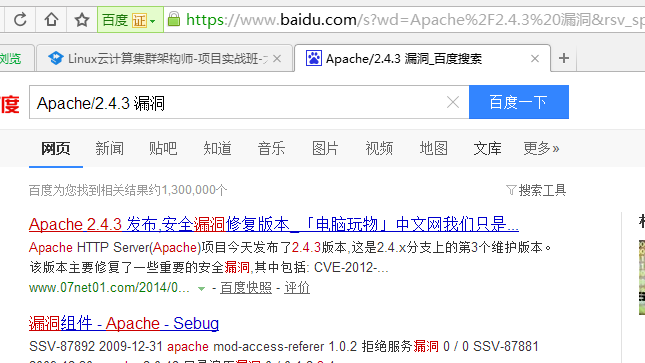 百度 证
https://www.baidu.com/s?wd=Apache%2F2.4.3%20漏洞&rsv_sp
浏览 Linux云计算集群架构师-项目实战班- Apache/2.4.3 漏洞_百度搜索
Apache/2.4.3 漏洞 百度一下
网页 新闻 贴吧 知道 音乐 图片 视频 地图 文库 更多»
百度为您找到相关结果约1,300,000个 搜索工具
Apache 2.4.3 发布,安全漏洞修复版本_「电脑玩物」中文网我们只是...
Apache HTTP Server(Apache)项目今天发布了2.4.3版本,这是2.4.x分支上的第3个维护版本。
该版本主要修复了一些重要的安全漏洞,其中包括: CVE-2012-...
www.07net01.com/2014/0... - 百度快照 - 评价
漏洞组件 - Apache - Sebug
SSV-87892 2009-12-31 apache mod-access-referer 1.0.2 拒绝服务漏洞 0 / 0 SSV-87881